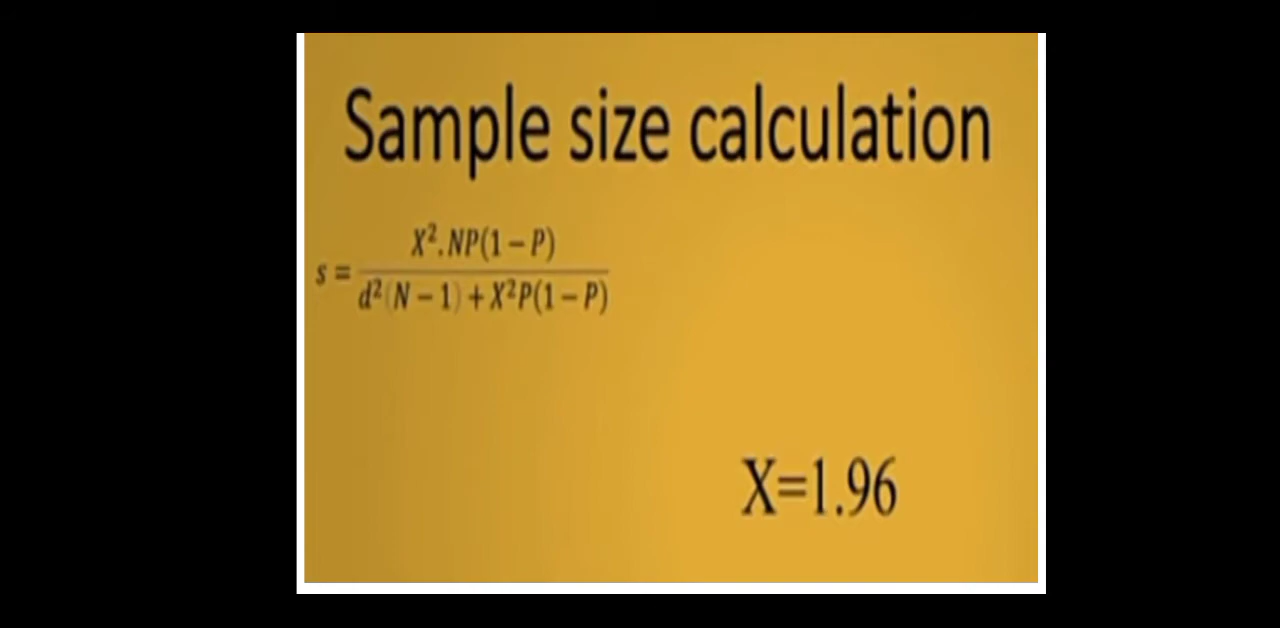 Sample size calculation
s = X².NP(1 – P) / d²(N – 1) + X²P(1 – P)
X=1.96